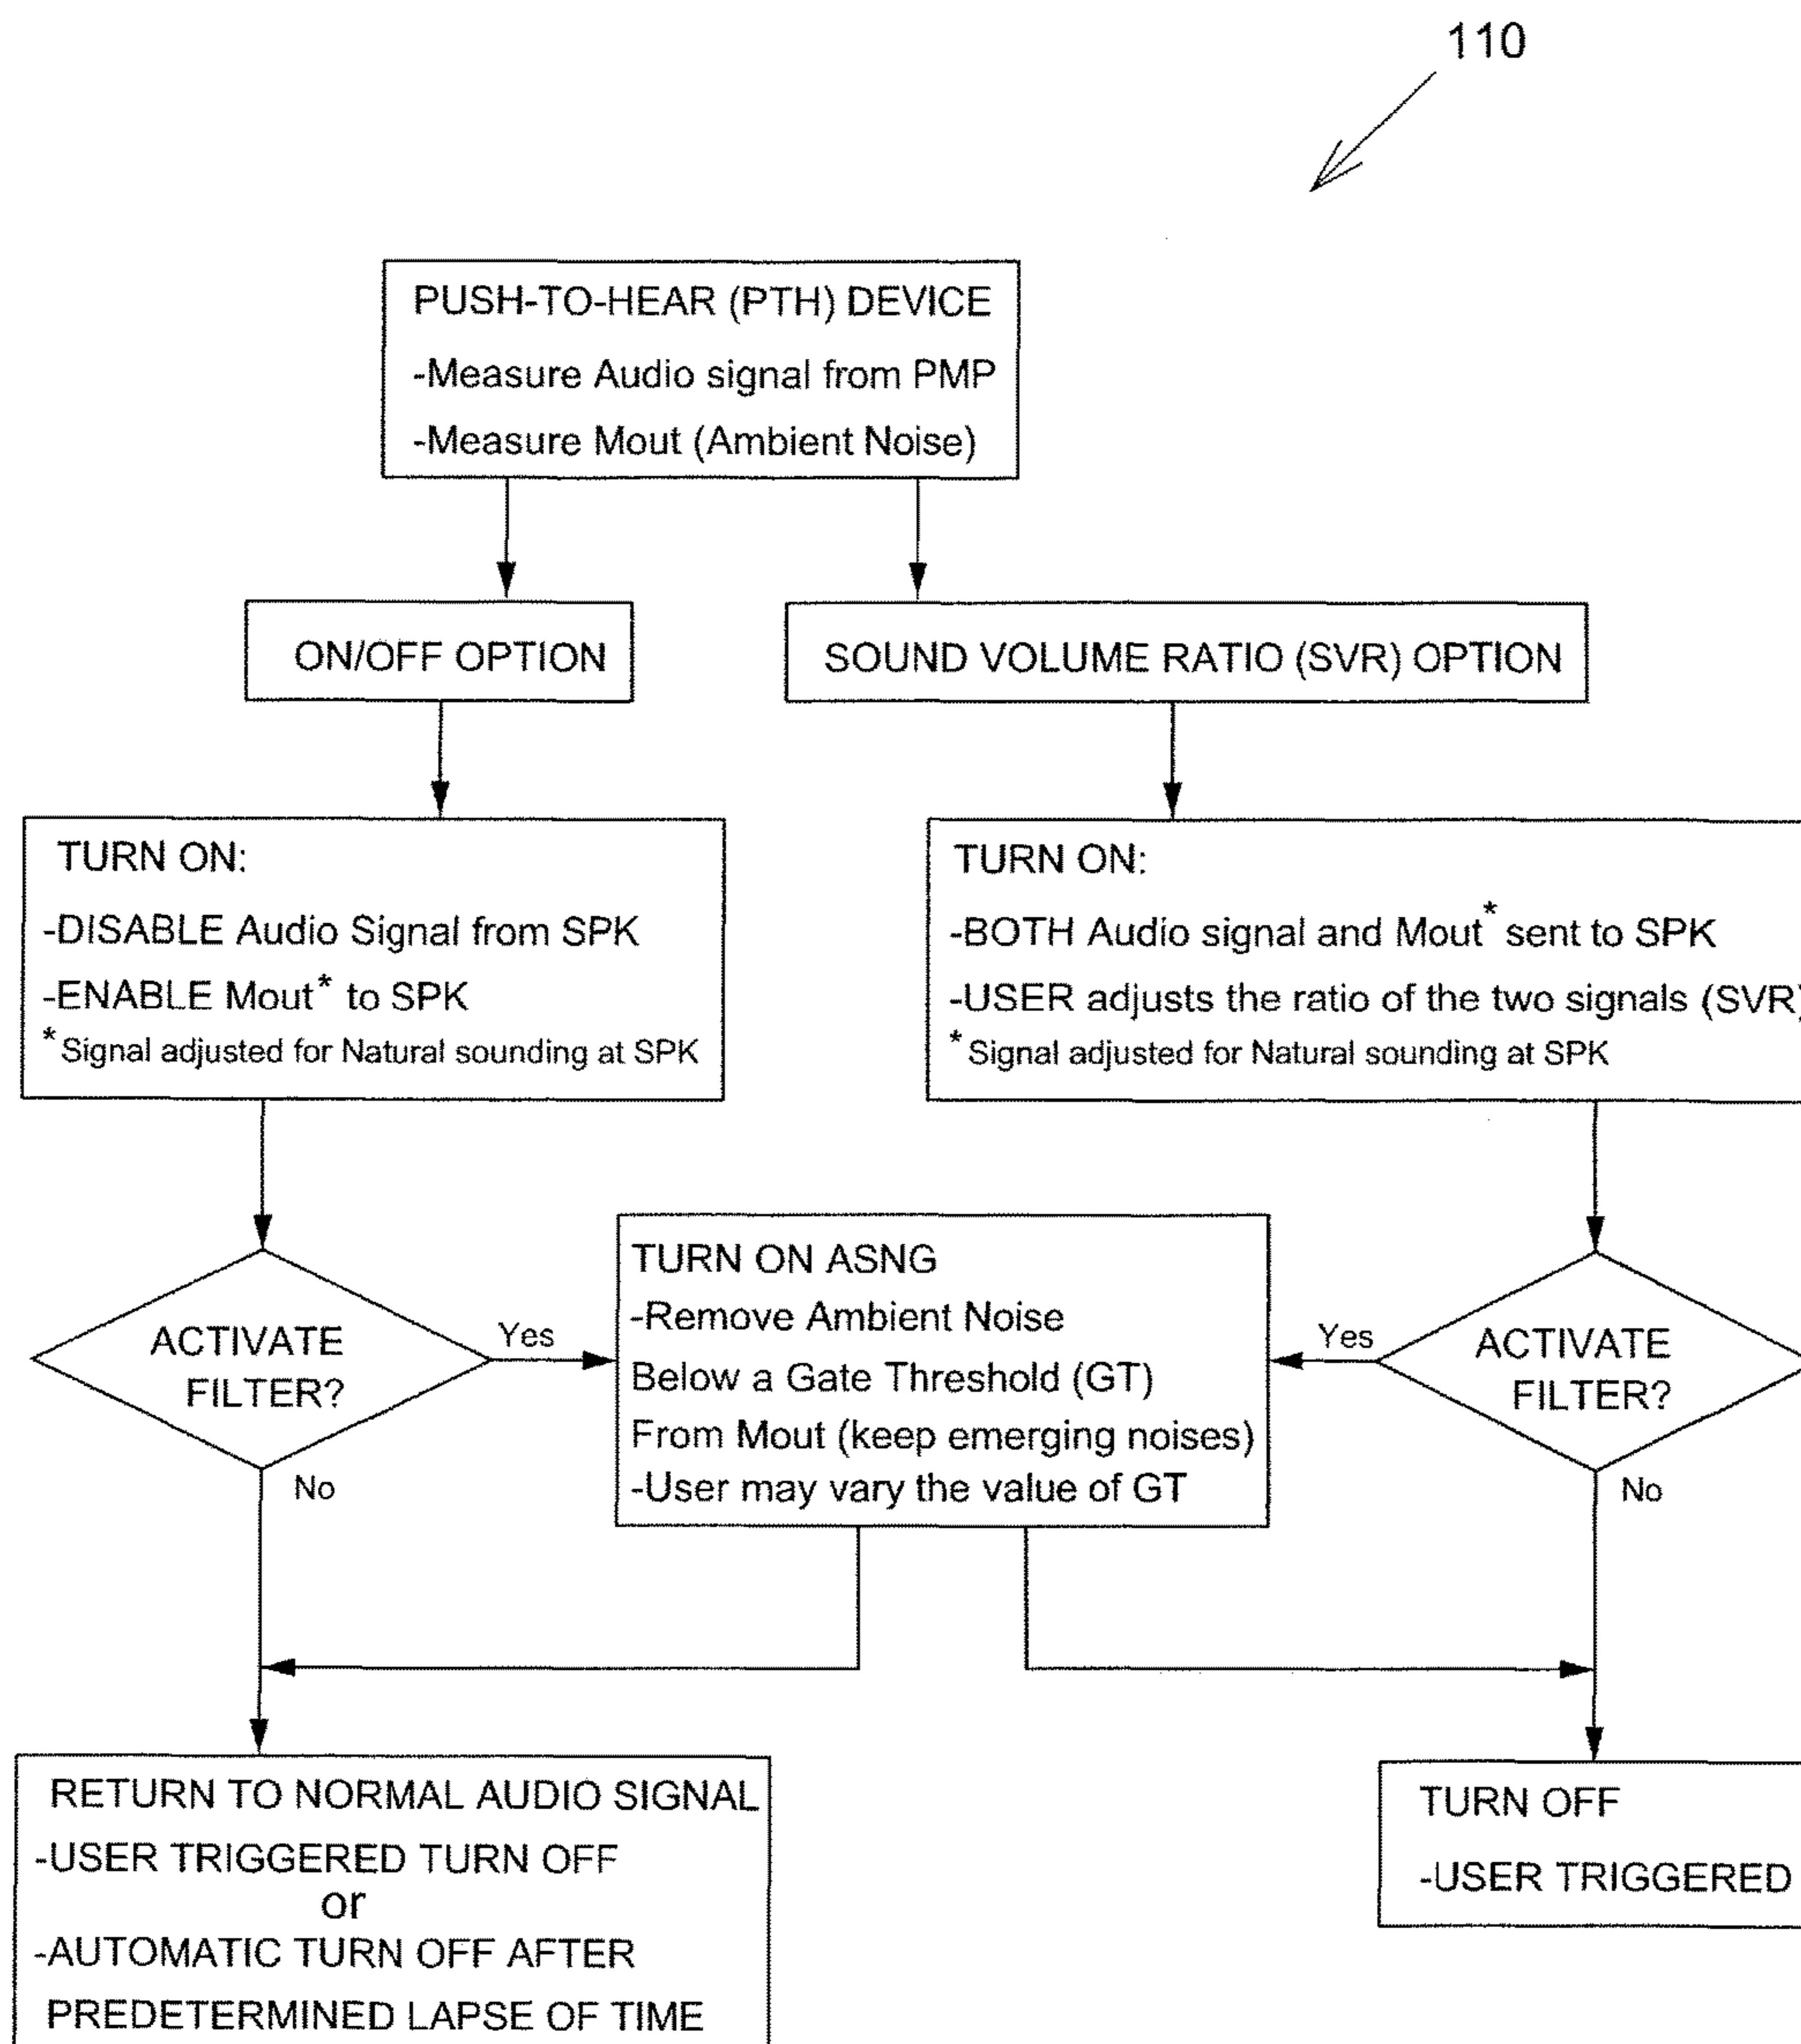 110
PUSH-TO-HEAR (PTH) DEVICE
-Measure Audio signal from PMP
-Measure Mout (Ambient Noise)
ON/OFF OPTION
SOUND VOLUME RATIO (SVR) OPTION
TURN ON:
-DISABLE Audio Signal from SPK
-ENABLE Mout* to SPK
*Signal adjusted for Natural sounding at SPK
TURN ON:
-BOTH Audio signal and Mout* sent to SPK
-USER adjusts the ratio of the two signals (SVR)
*Signal adjusted for Natural sounding at SPK
ACTIVATE
FILTER?
Yes
No
TURN ON ASNG
-Remove Ambient Noise
Below a Gate Threshold (GT)
From Mout (keep emerging noises)
-User may vary the value of GT
Yes
ACTIVATE
FILTER?
No
RETURN TO NORMAL AUDIO SIGNAL
-USER TRIGGERED TURN OFF
or
-AUTOMATIC TURN OFF AFTER
PREDETERMINED LAPSE OF TIME
TURN OFF
-USER TRIGGERED